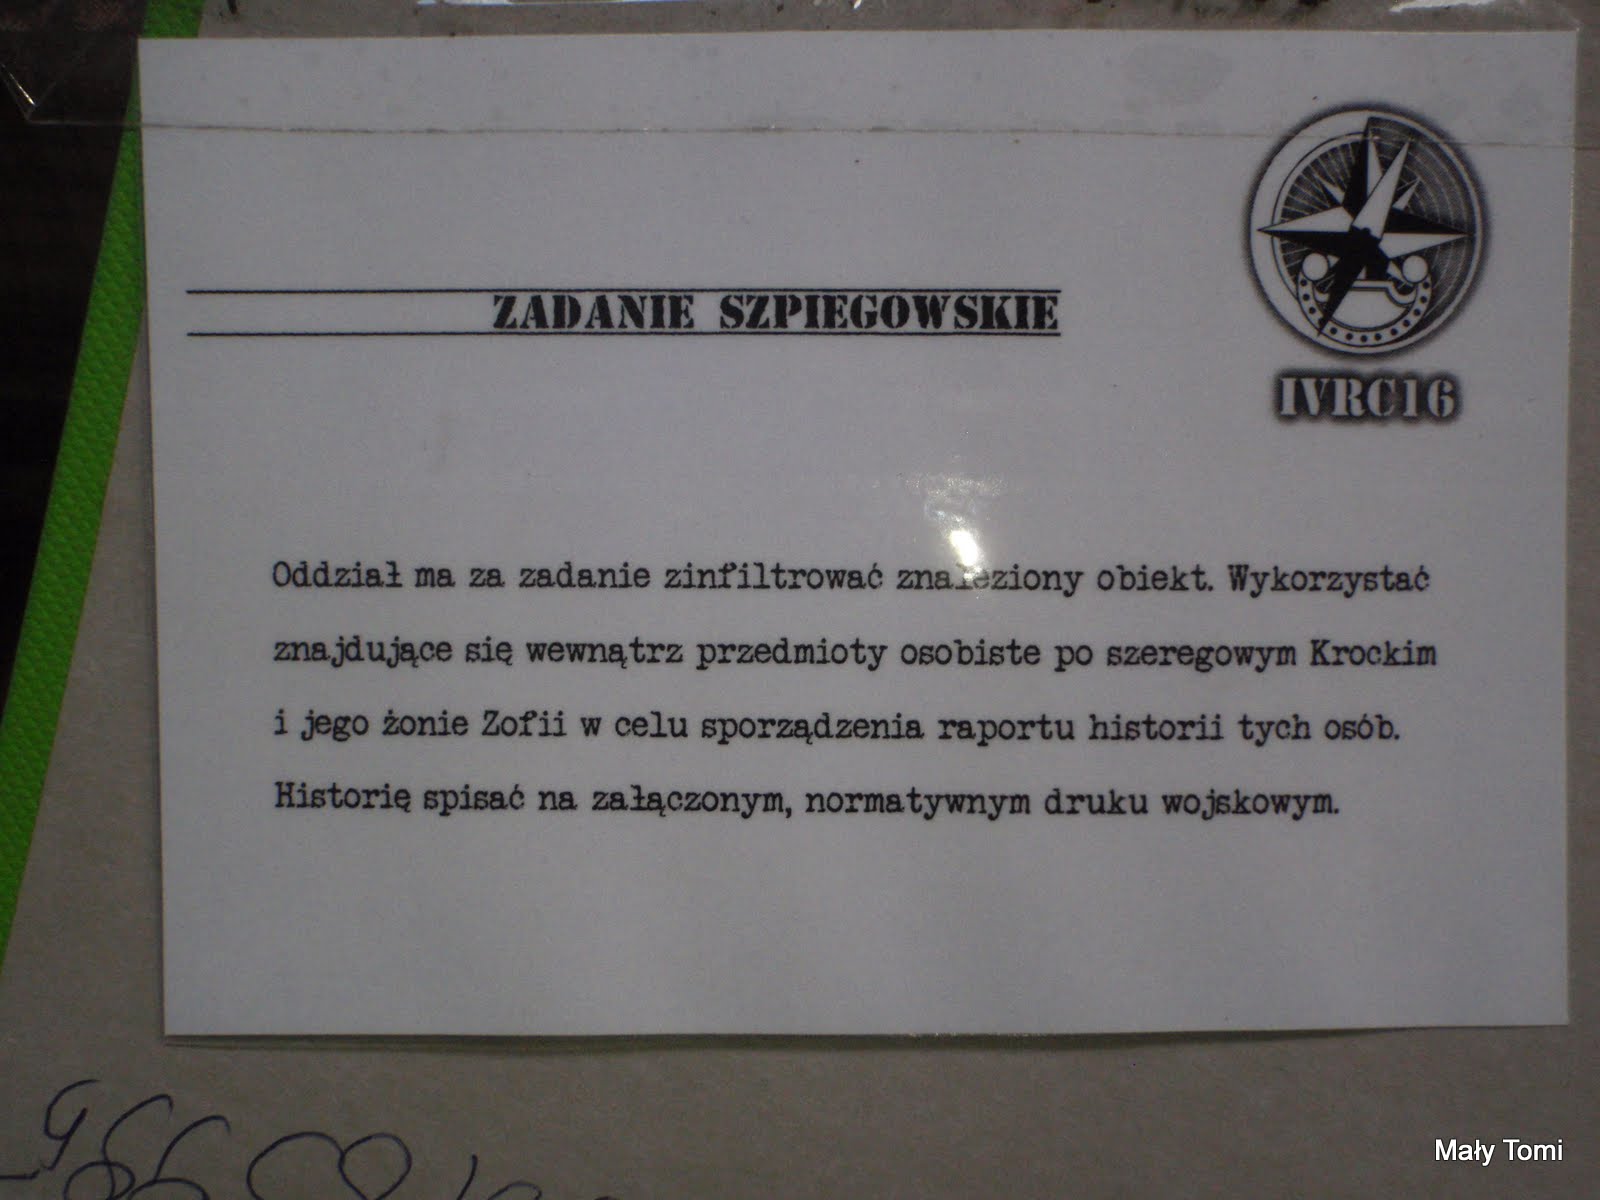 ZADANIE SZPIEGOWSKIE
IVRC16
Oddział ma za zadanie zinfiltrować znaleziony obiekt. Wykorzystać
znajdujące się wewnątrz przedmioty osobiste po szeregowym Krockim
i jego żonie Zofii w celu sporządzenia raportu historii tych osób.
Historię spisać na załączonym, normatywnym druku wojskowym.
Mały Tomi